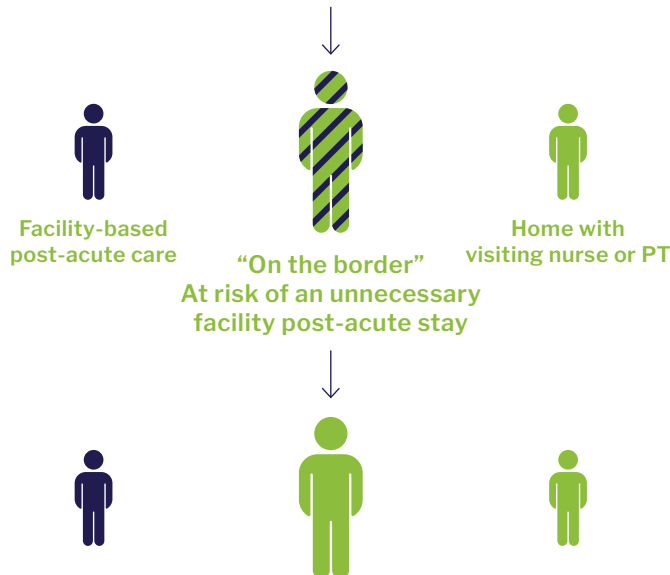 Facility-based
post-acute care
“On the border”
At risk of an unnecessary
facility post-acute stay
Home with
visiting nurse or PT